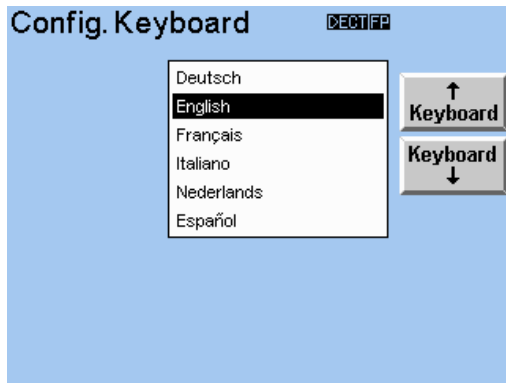 Config. Keyboard
DECT FP
Deutsch
English
Français
Italiano
Nederlands
Español
↑
Keyboard
Keyboard
↓